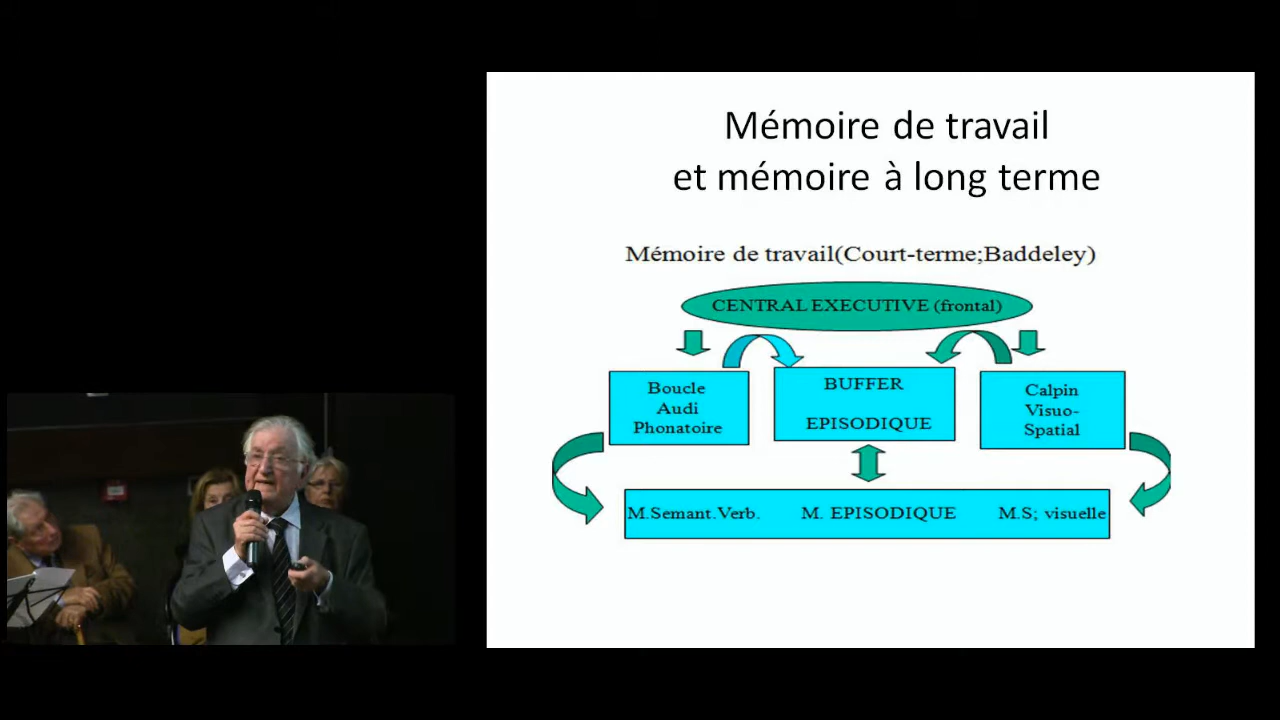 Mémoire de travail
et mémoire à long terme
Mémoire de travail(Court-terme;Baddeley)
CENTRAL EXECUTIVE (frontal)
Boucle
Audi
Phonatoire
BUFFER
EPISODIQUE
Calpin
Visuo-
Spatial
M.Semant.Verb. M. EPISODIQUE M.S; visuelle